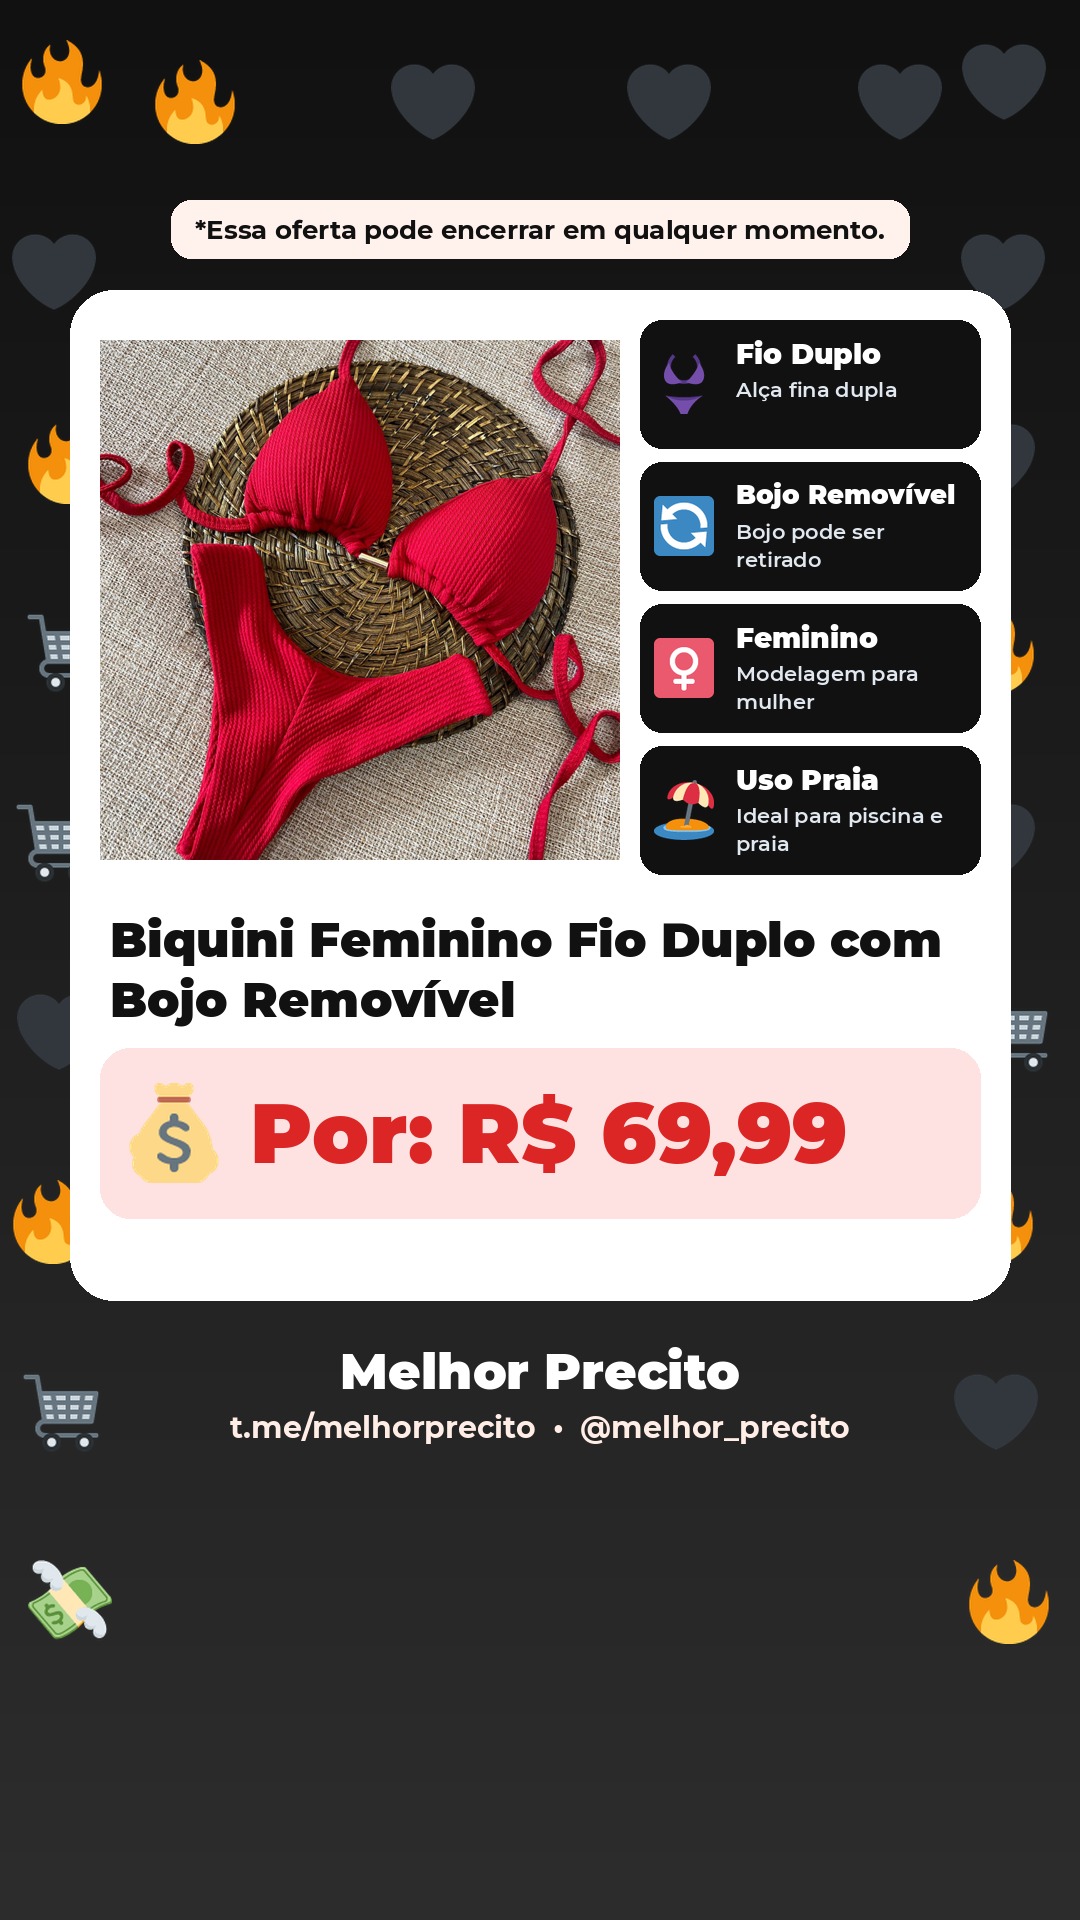 *Essa oferta pode encerrar em qualquer momento.
Fio Duplo
Alça fina dupla
Bojo Removível
Bojo pode ser
retirado
Feminino
Modelagem para
mulher
Uso Praia
Ideal para piscina e
praia
Biquini Feminino Fio Duplo com
Bojo Removível
Por: R$ 69,99
Melhor Precito
t.me/melhorprecito • @melhor_precito